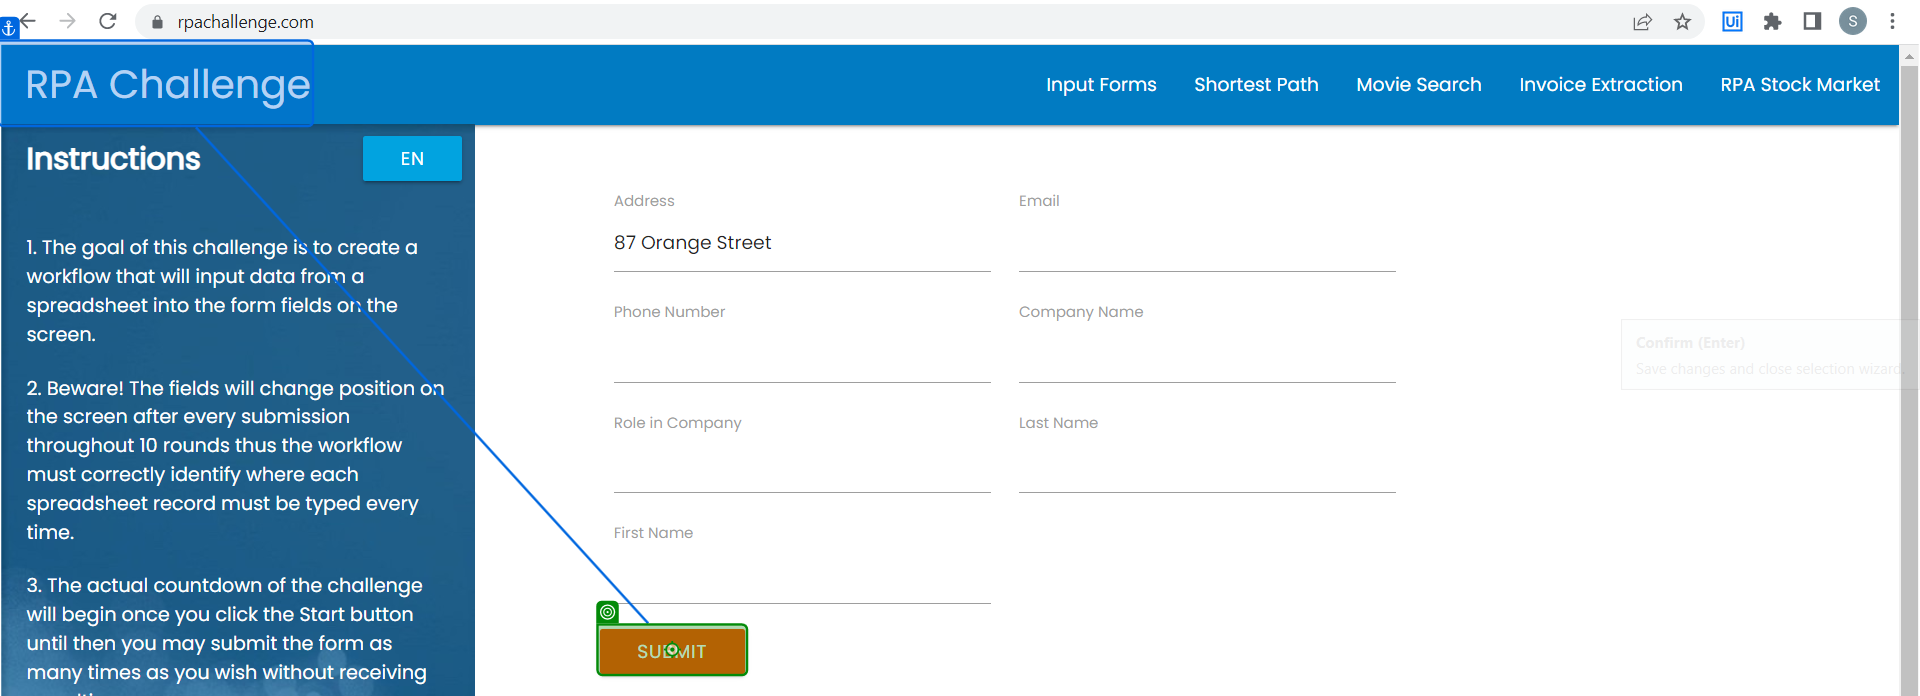 rpachallenge.com
Ui
S
RPA Challenge
Input Forms
Shortest Path
Movie Search
Invoice Extraction
RPA Stock Market
Instructions
EN
1. The goal of this challenge is to create a
workflow that will input data from a
spreadsheet into the form fields on the
screen.
2. Beware! The fields will change position on
the screen after every submission
throughout 10 rounds thus the workflow
must correctly identify where each
spreadsheet record must be typed every
time.
3. The actual countdown of the challenge
will begin once you click the Start button
until then you may submit the form as
many times as you wish without receiving
Address
Email
87 Orange Street
Phone Number
Company Name
Role in Company
Last Name
First Name
SUBMIT
Confirm (Enter)
Save changes and close selection wizard.